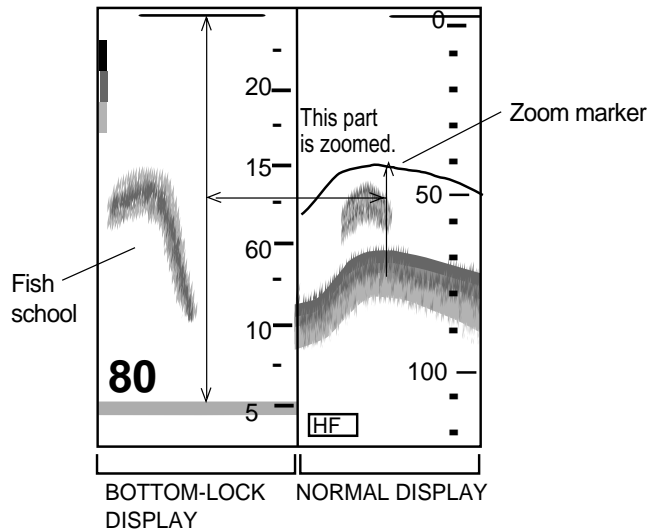 0
20
This part
is zoomed.
Zoom marker
15
50
60
Fish
school
10
80
100
5
HF
BOTTOM-LOCK
DISPLAY
NORMAL DISPLAY